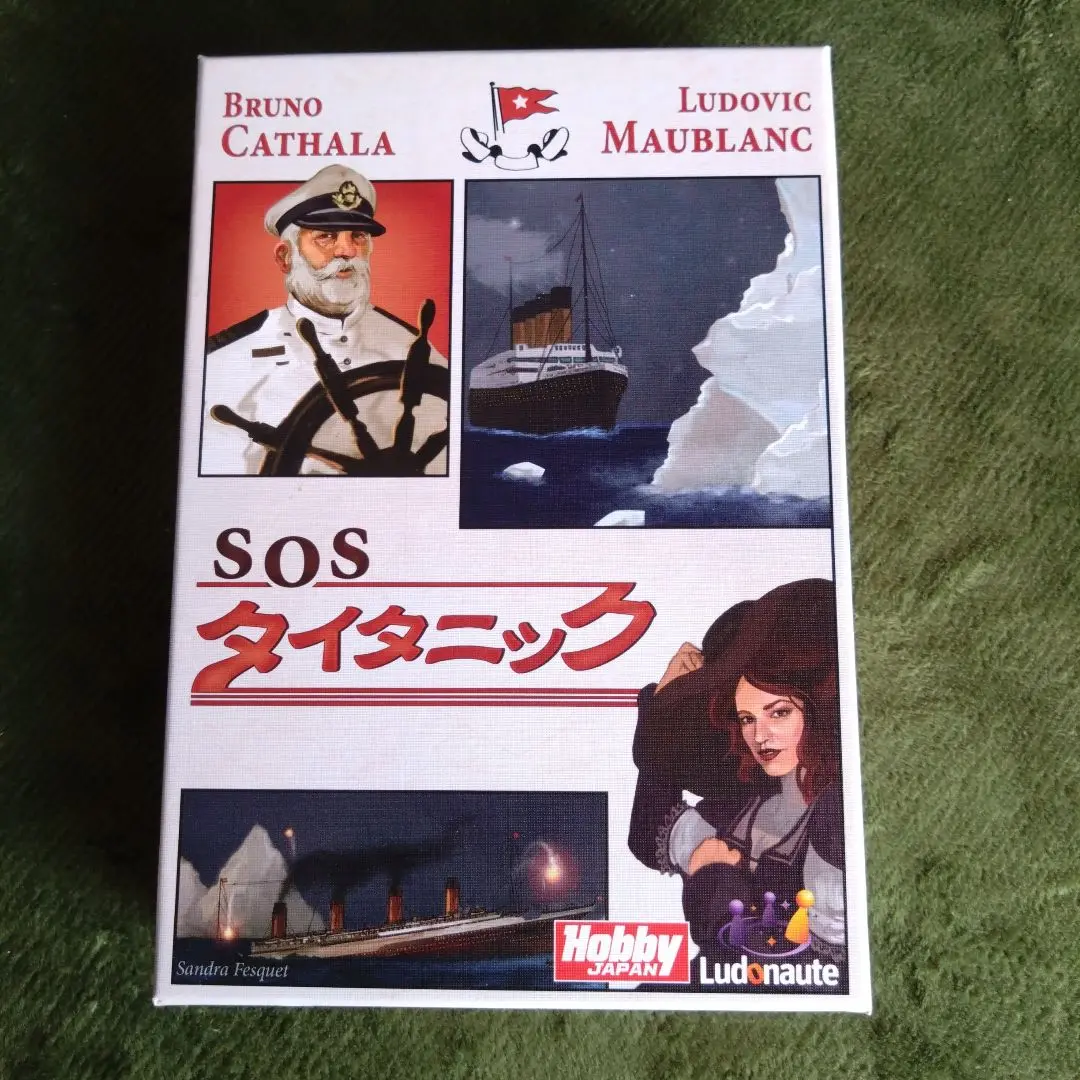 BRUNO
CATHALA
LUDOVIC
MAUBLANC
SOS
タイタニック
Sandra Fesquet
Hobby
JAPAN
Ludonaute